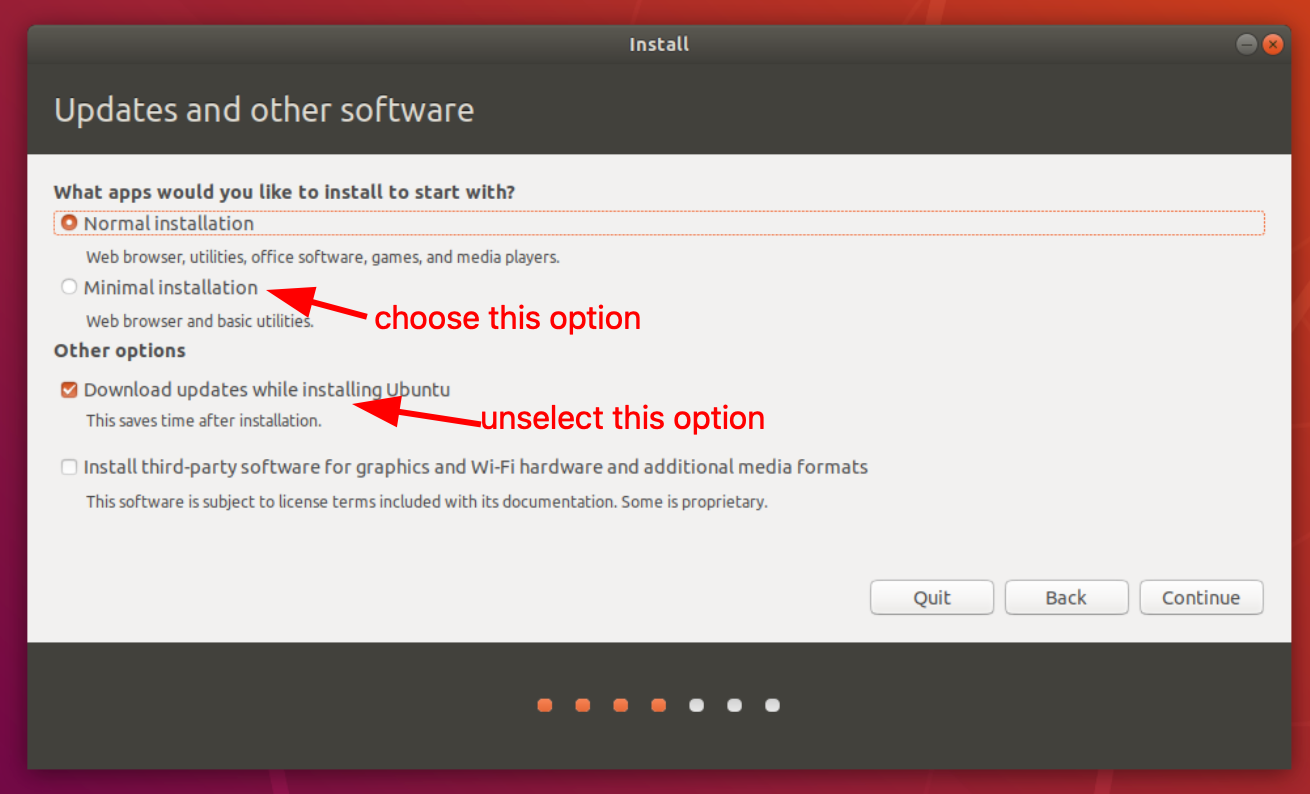 Install
Updates and other software
What apps would you like to install to start with?
Normal installation
Web browser, utilities, office software, games, and media players.
Minimal installation
choose this option
Web browser and basic utilities.
Other options
Download updates while installing Ubuntu
unselect this option
This saves time after installation.
Install third-party software for graphics and Wi-Fi hardware and additional media formats
This software is subject to license terms included with its documentation. Some is proprietary.
Quit
Back
Continue